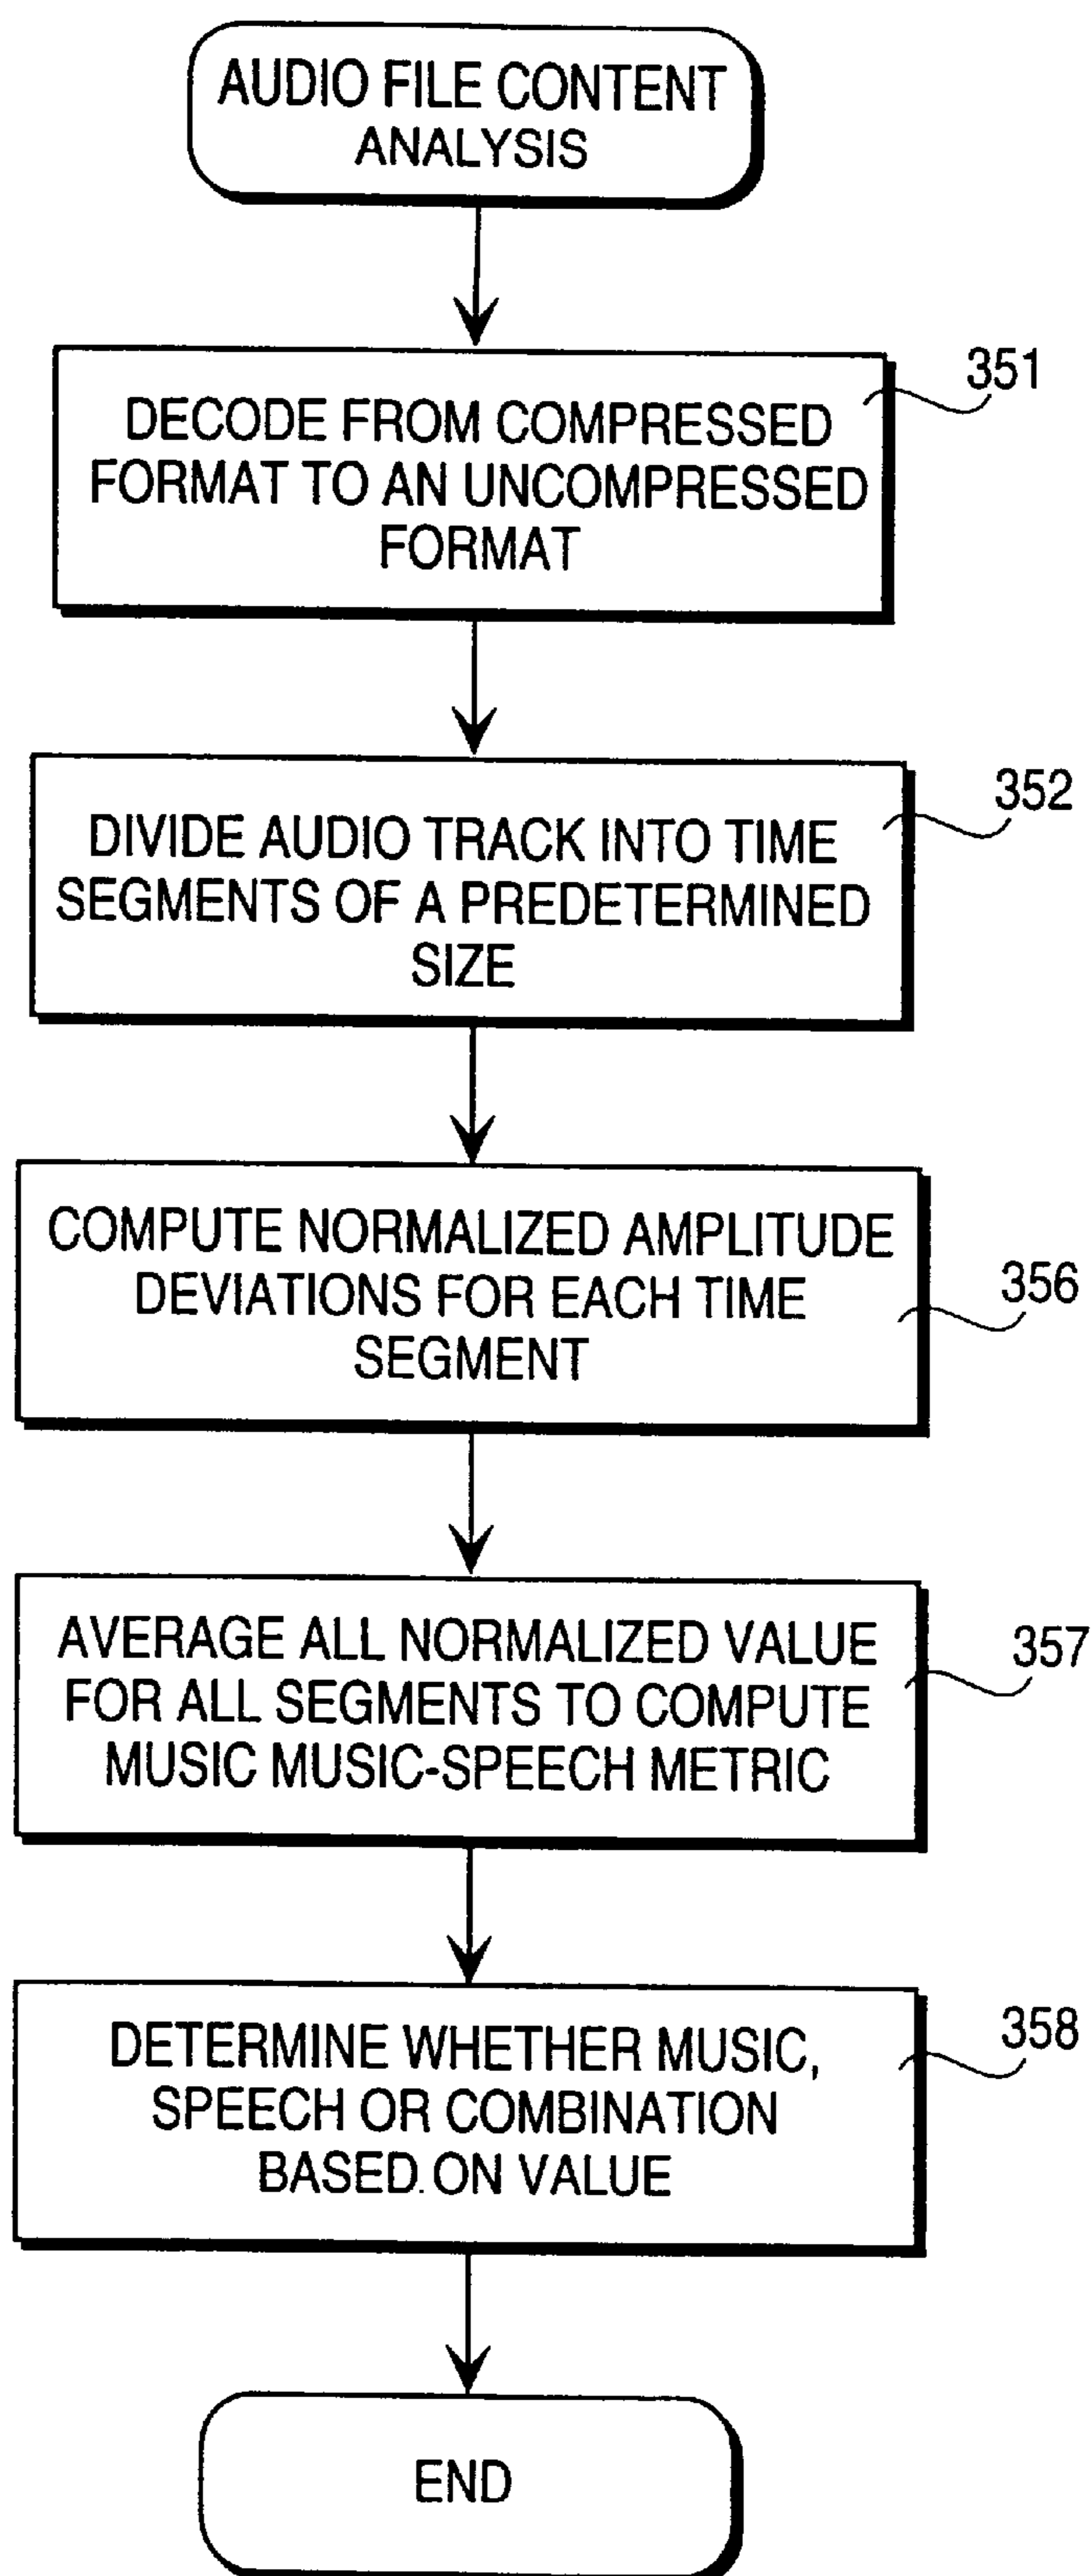 AUDIO FILE CONTENT
ANALYSIS
351
DECODE FROM COMPRESSED
FORMAT TO AN UNCOMPRESSED
FORMAT
352
DIVIDE AUDIO TRACK INTO TIME
SEGMENTS OF A PREDETERMINED
SIZE
COMPUTE NORMALIZED AMPLITUDE
DEVIATIONS FOR EACH TIME
SEGMENT
356
AVERAGE ALL NORMALIZED VALUE
FOR ALL SEGMENTS TO COMPUTE
MUSIC MUSIC-SPEECH METRIC
357
DETERMINE WHETHER MUSIC,
SPEECH OR COMBINATION
BASED ON VALUE
358
END